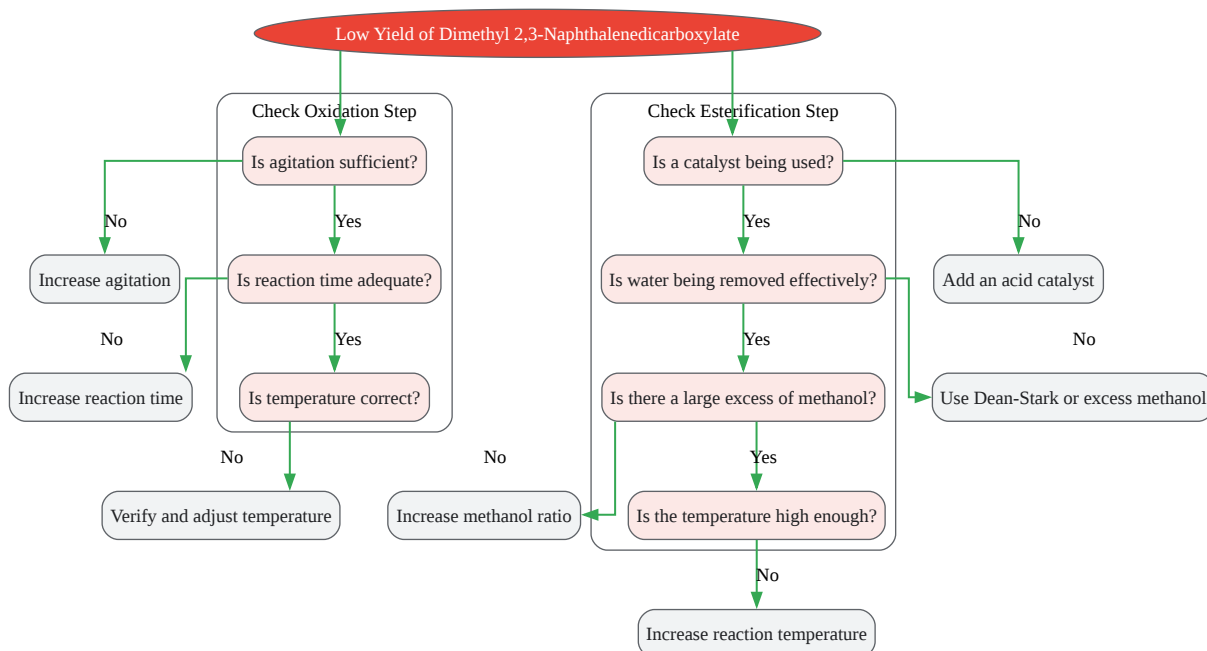 Low Yield of Dimethyl 2,3-Naphthalenedicarboxylate
Check Oxidation Step
Check Esterification Step
Is agitation sufficient?
Is a catalyst being used?
No
Yes
Yes
No
Increase agitation
Is reaction time adequate?
Is water being removed effectively?
Add an acid catalyst
No
Yes
Yes
No
Increase reaction time
Is temperature correct?
Is there a large excess of methanol?
Use Dean-Stark or excess methanol
No
No
Yes
Verify and adjust temperature
Increase methanol ratio
Is the temperature high enough?
No
Increase reaction temperature